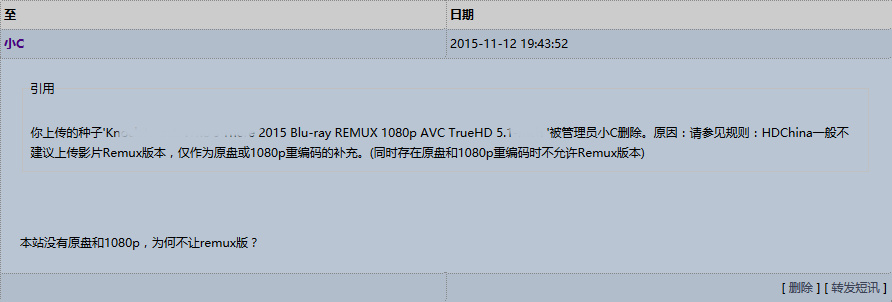 至 日期
小C 2015-11-12 19:43:52
引用
你上传的种子'Kn 2015 Blu-ray REMUX 1080p AVC TrueHD 5.1 '被管理员小C删除。原因：请参见规则：HDChina一般不
建议上传影片Remux版本，仅作为原盘或1080p重编码的补充。(同时存在原盘和1080p重编码时不允许Remux版本)
本站没有原盘和1080p，为何不让remux版？
[ 删除 ] [ 转发短讯 ]